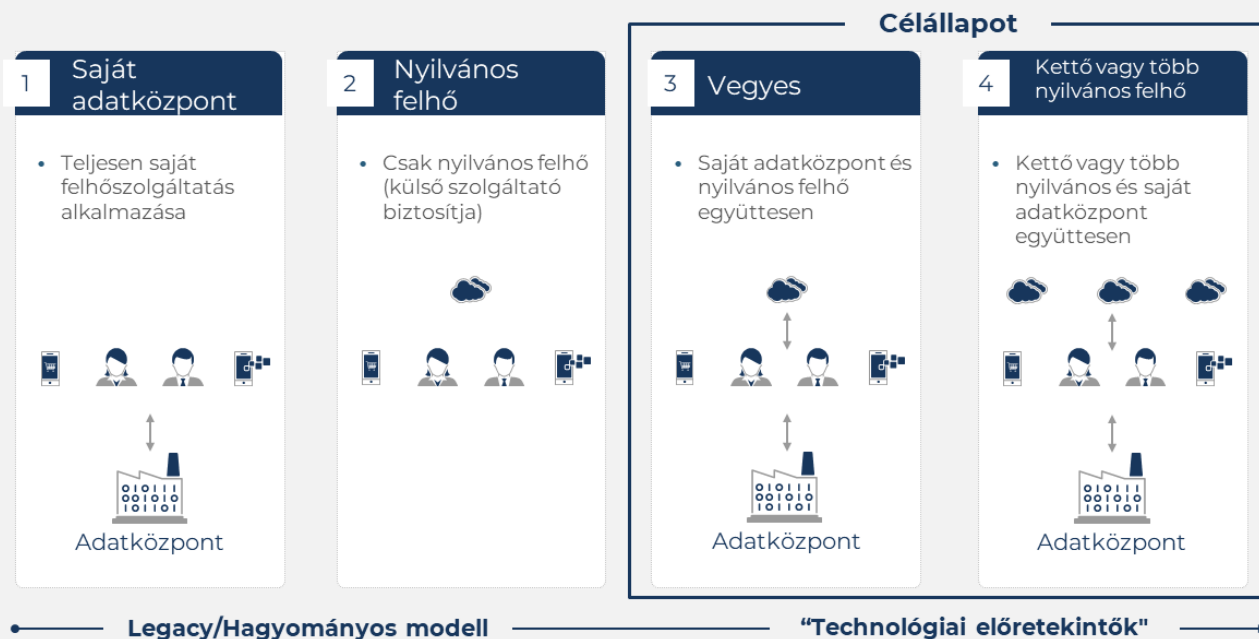 Célállapot
1
Saját
adatközpont
• Teljesen saját
felhőszolgáltatás
alkalmazása
Adatközpont
2
Nyilvános
felhő
• Csak nyilvános felhő
(külső szolgáltató
biztosítja)
3
Vegyes
• Saját adatközpont és
nyilvános felhő
együttesen
Adatközpont
4
Kettő vagy több
nyilvános felhő
• Kettő vagy több
nyilvános és saját
adatközpont
együttesen
Adatközpont
Legacy/Hagyományos modell
“Technológiai előretekintők"